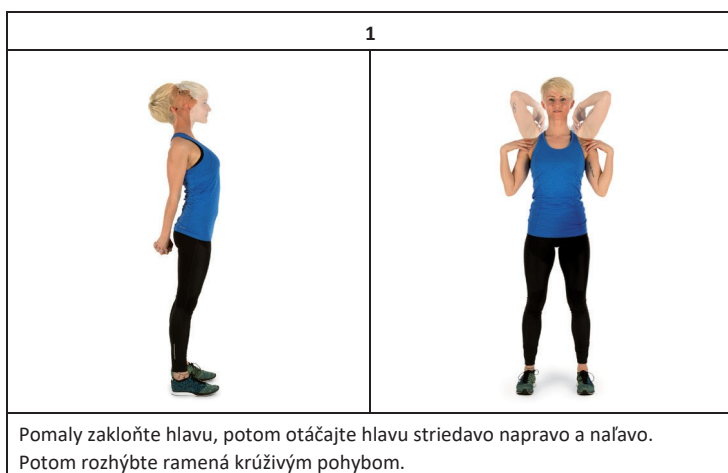 1
Pomaly zakloňte hlavu, potom otáčajte hlavu striedavo napravo a naľavo.
Potom rozhýbte ramená krúživým pohybom.